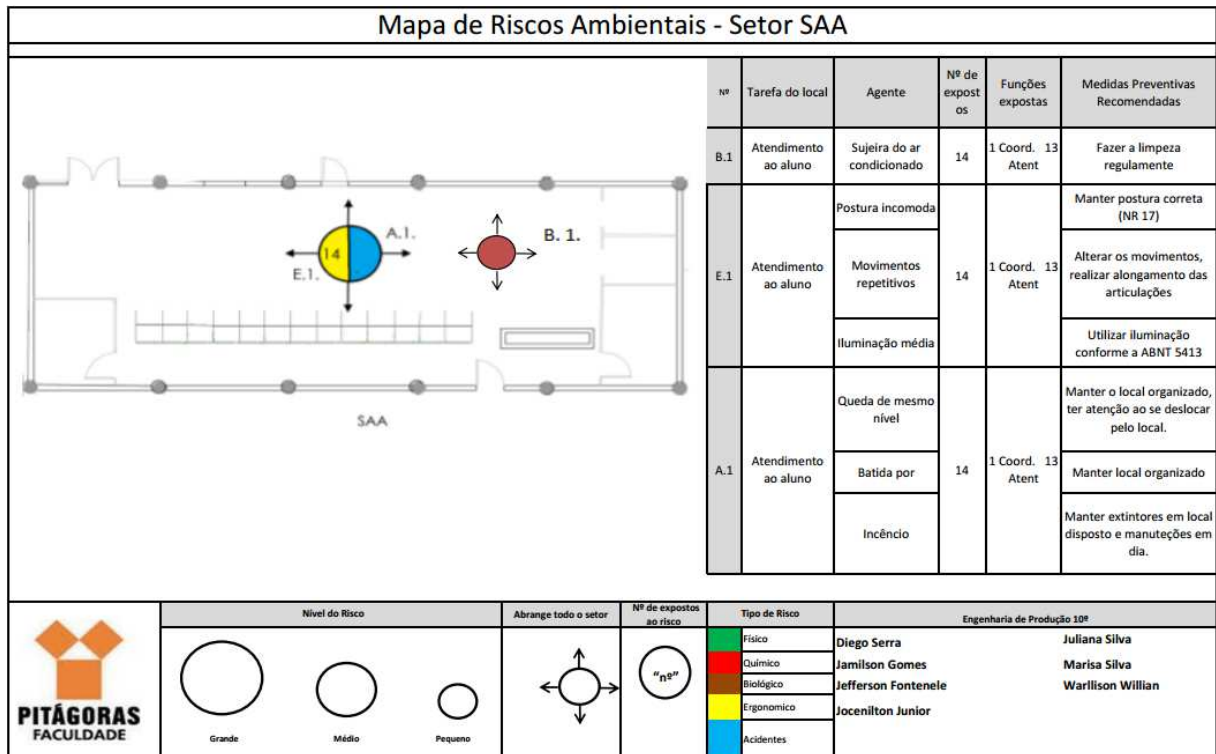 Mapa de Riscos Ambientais - Setor SAA
Nº
Tarefa do local
Agente
Nº de
expost
os
Funções
expostas
Medidas Preventivas
Recomendadas
B.1
Atendimento
ao aluno
Sujeira do ar
condicionado
14
1 Coord. 13
Atent
Fazer a limpeza
regulamente
E.1
Atendimento
ao aluno
Postura incomoda
Movimentos
repetitivos
Iluminação média
14
1 Coord. 13
Atent
Manter postura correta
(NR 17)
Alterar os movimentos,
realizar alongamento das
articulações
Utilizar iluminação
conforme a ABNT 5413
A.1
Atendimento
ao aluno
Queda de mesmo
nível
Batida por
Incêncio
14
1 Coord. 13
Atent
Manter o local organizado,
ter atenção ao se deslocar
pelo local.
Manter local organizado
Manter extintores em local
disposto e manuteções em
dia.
A.1.
14
E.1.
B. 1.
SAA
PITÁGORAS
FACULDADE
Nível do Risco
Grande
Médio
Pequeno
Abrange todo o setor
Nº de expostos
ao risco
"nº"
Tipo de Risco
Físico
Químico
Biológico
Ergonomico
Acidentes
Engenharia de Produção 10º
Diego Serra
Juliana Silva
Jamilson Gomes
Marisa Silva
Jefferson Fontenele
Warllison Willian
Jocenilton Junior